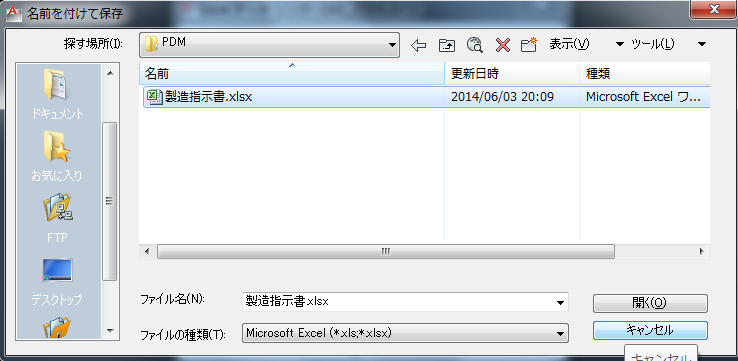 名前を付けて保存
探す場所(I):
PDM
表示(V)
ツール(L)
名前
更新日時
種類
製造指示書.xlsx
2014/06/03 20:09
Microsoft Excel ワ...
ドキュメント
お気に入り
FTP
デスクトップ
ファイル名(N):
製造指示書.xlsx
開く(O)
ファイルの種類(T):
Microsoft Excel (*.xls;*.xlsx)
キャンセル
キャンセル